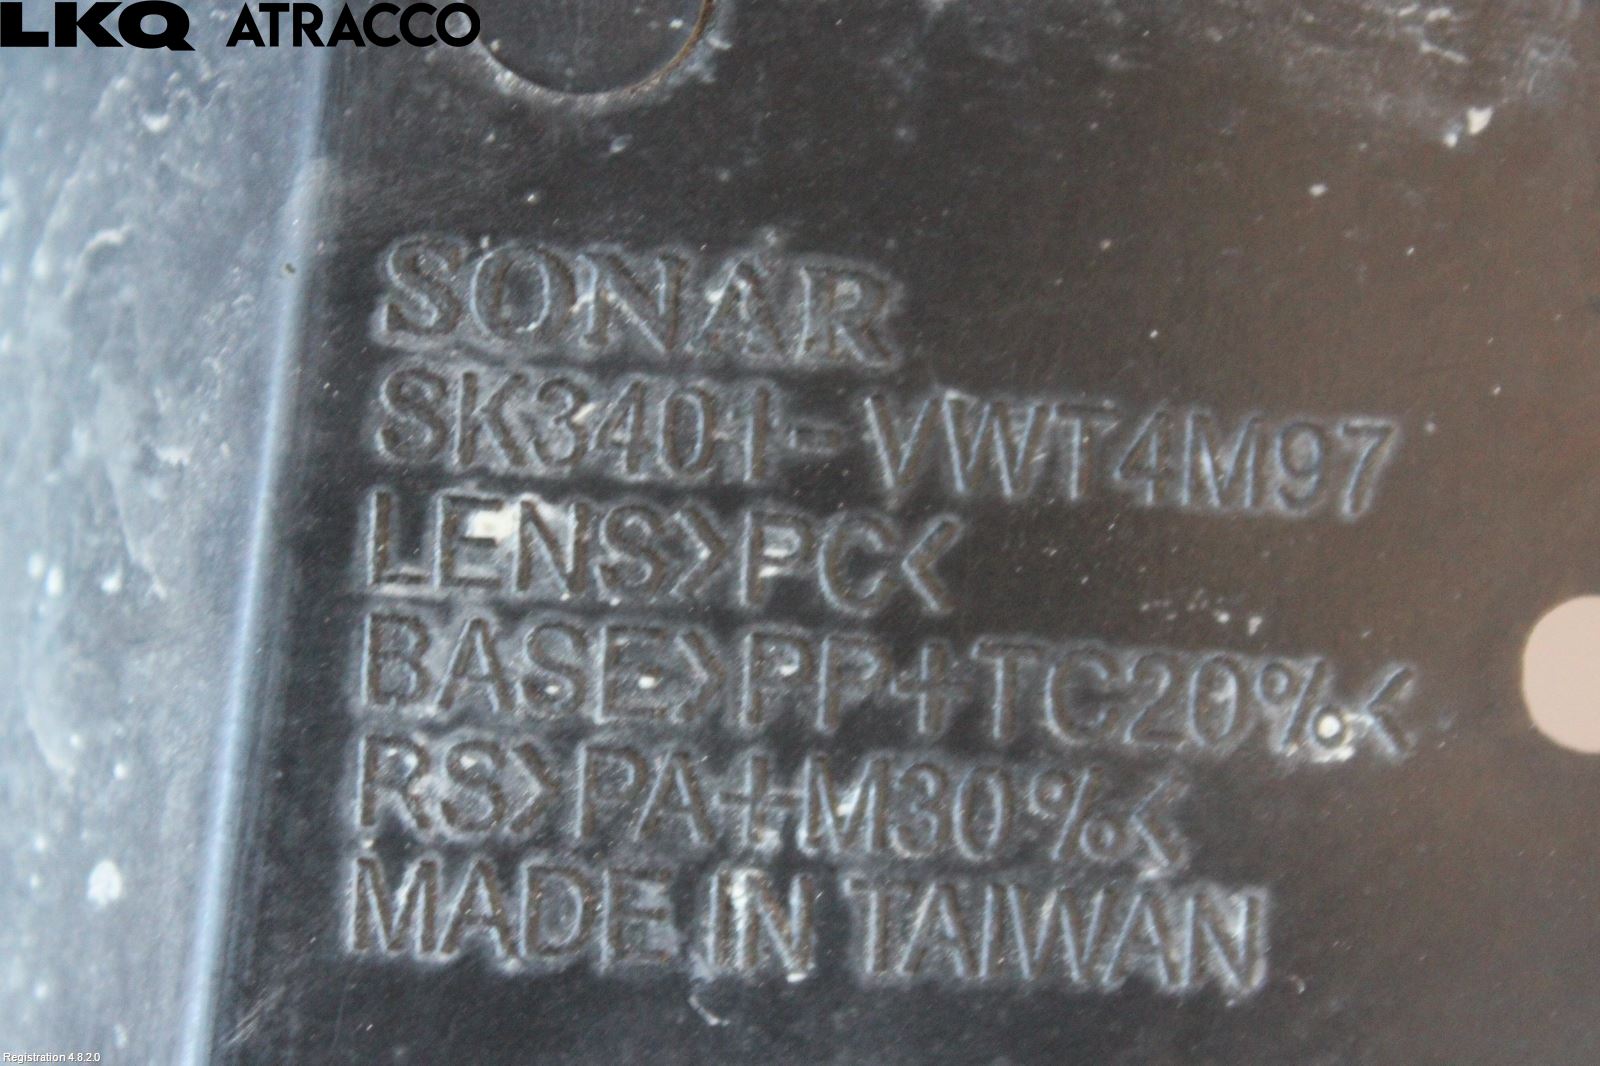 LKQ ATRACCO
SONAR
SK3401-VWT4M97
LENS>PC<
BASE>PP+TC20%<
RS>PA+M30%<
MADE IN TAIWAN
Registration 4.8.2.0